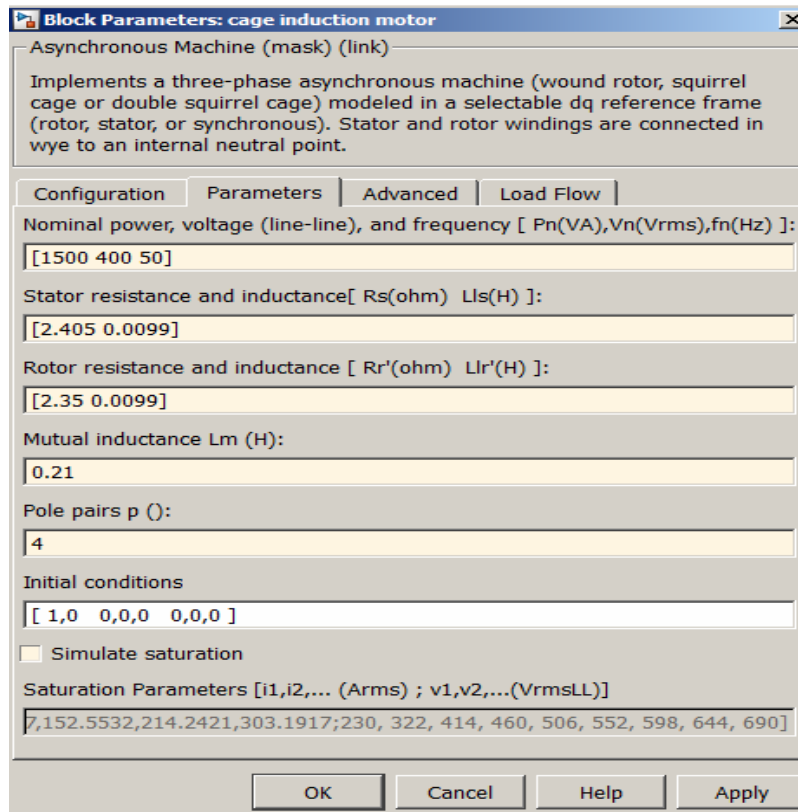 Block Parameters: cage induction motor
Asynchronous Machine (mask) (link)
Implements a three-phase asynchronous machine (wound rotor, squirrel
cage or double squirrel cage) modeled in a selectable dq reference frame
(rotor, stator, or synchronous). Stator and rotor windings are connected in
wye to an internal neutral point.
Configuration Parameters Advanced Load Flow
Nominal power, voltage (line-line), and frequency [ Pn(VA),Vn(Vrms),fn(Hz) ]:
[1500 400 50]
Stator resistance and inductance[ Rs(ohm) Lls(H) ]:
[2.405 0.0099]
Rotor resistance and inductance [ Rr'(ohm) Llr'(H) ]:
[2.35 0.0099]
Mutual inductance Lm (H):
0.21
Pole pairs p ():
4
Initial conditions
[ 1,0 0,0,0 0,0,0 ]
Simulate saturation
Saturation Parameters [i1,i2,... (Arms) ; v1,v2,...(VrmsLL)]
7,152.5532,214.2421,303.1917;230, 322, 414, 460, 506, 552, 598, 644, 690]
OK Cancel Help Apply